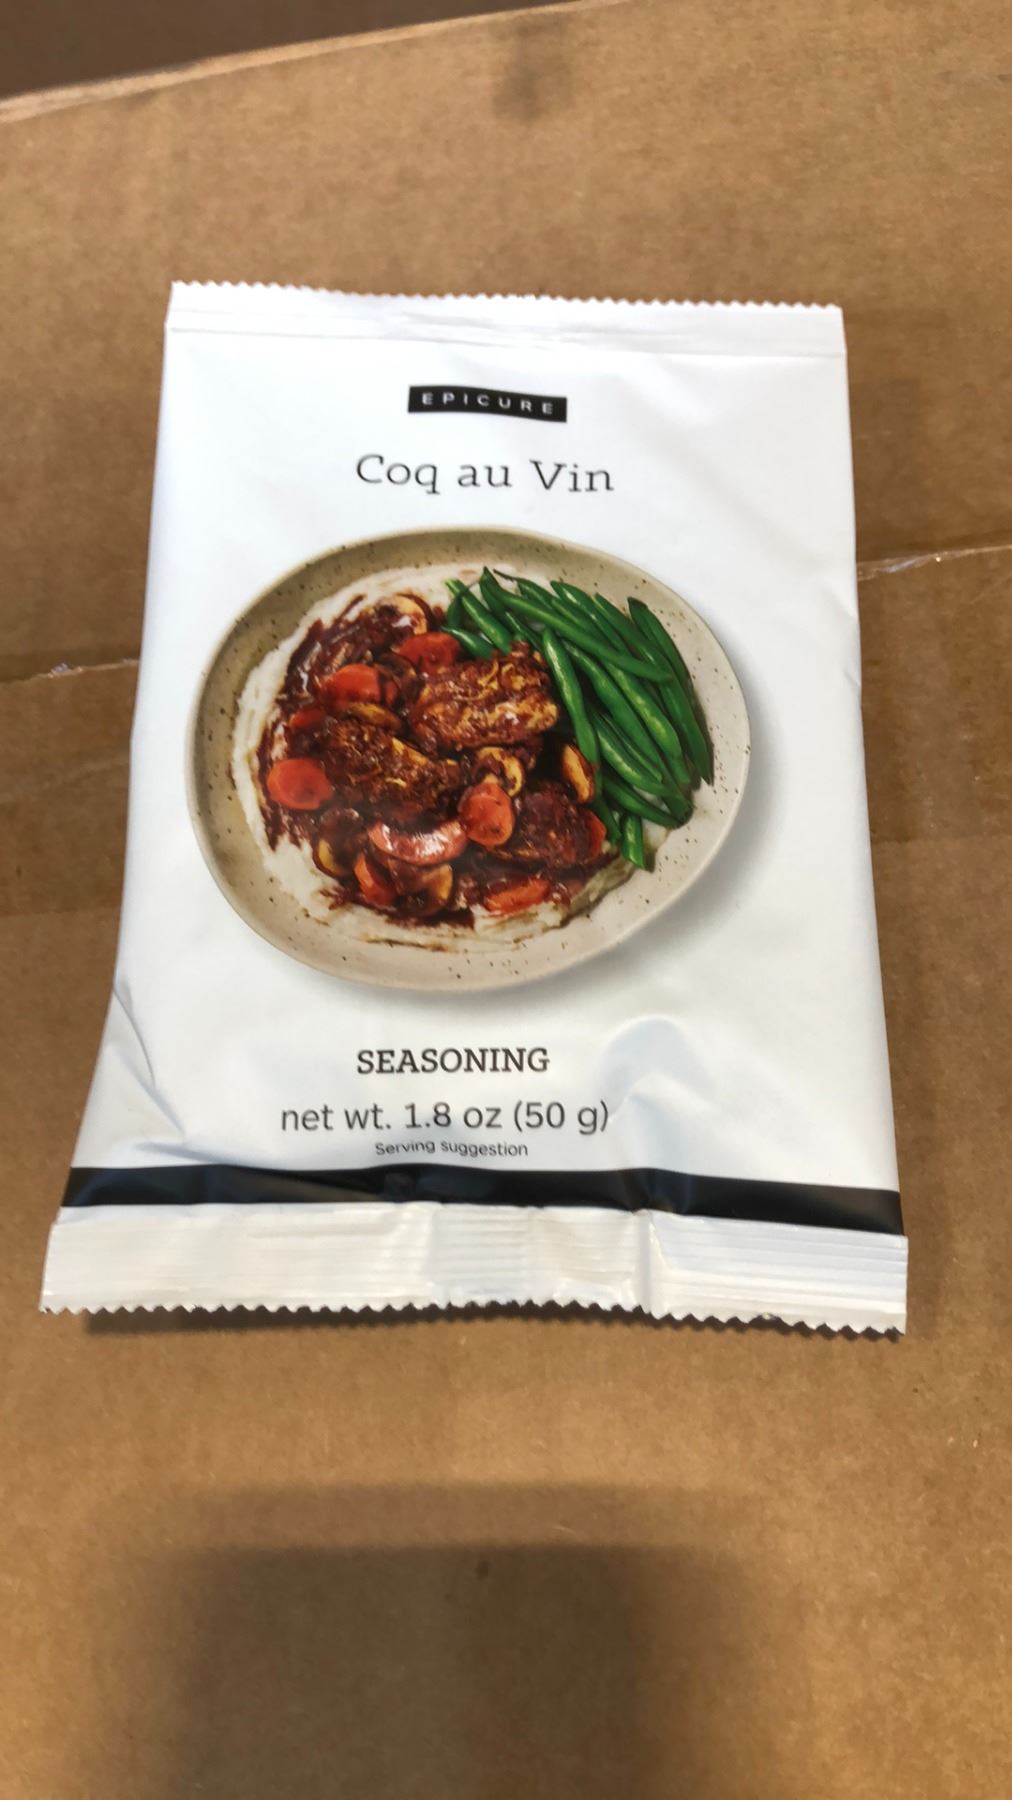 EPICURE
Coq au Vin
SEASONING
net wt. 1.8 oz (50 g)
Serving suggestion